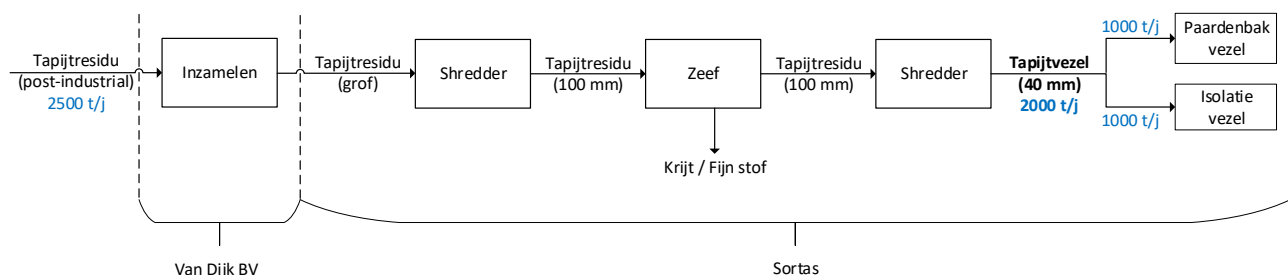 Tapijtresidu
(post-industrial)
2500 t/j
Inzamelen
Tapijtresidu
(grof)
Shredder
Tapijtresidu
(100 mm)
Zeef
Tapijtresidu
(100 mm)
Shredder
Tapijtvezel
(40 mm)
2000 t/j
1000 t/j
Paardenbak
vezel
1000 t/j
Isolatie
vezel
Krijt / Fijn stof
Van Dijk BV
Sortas